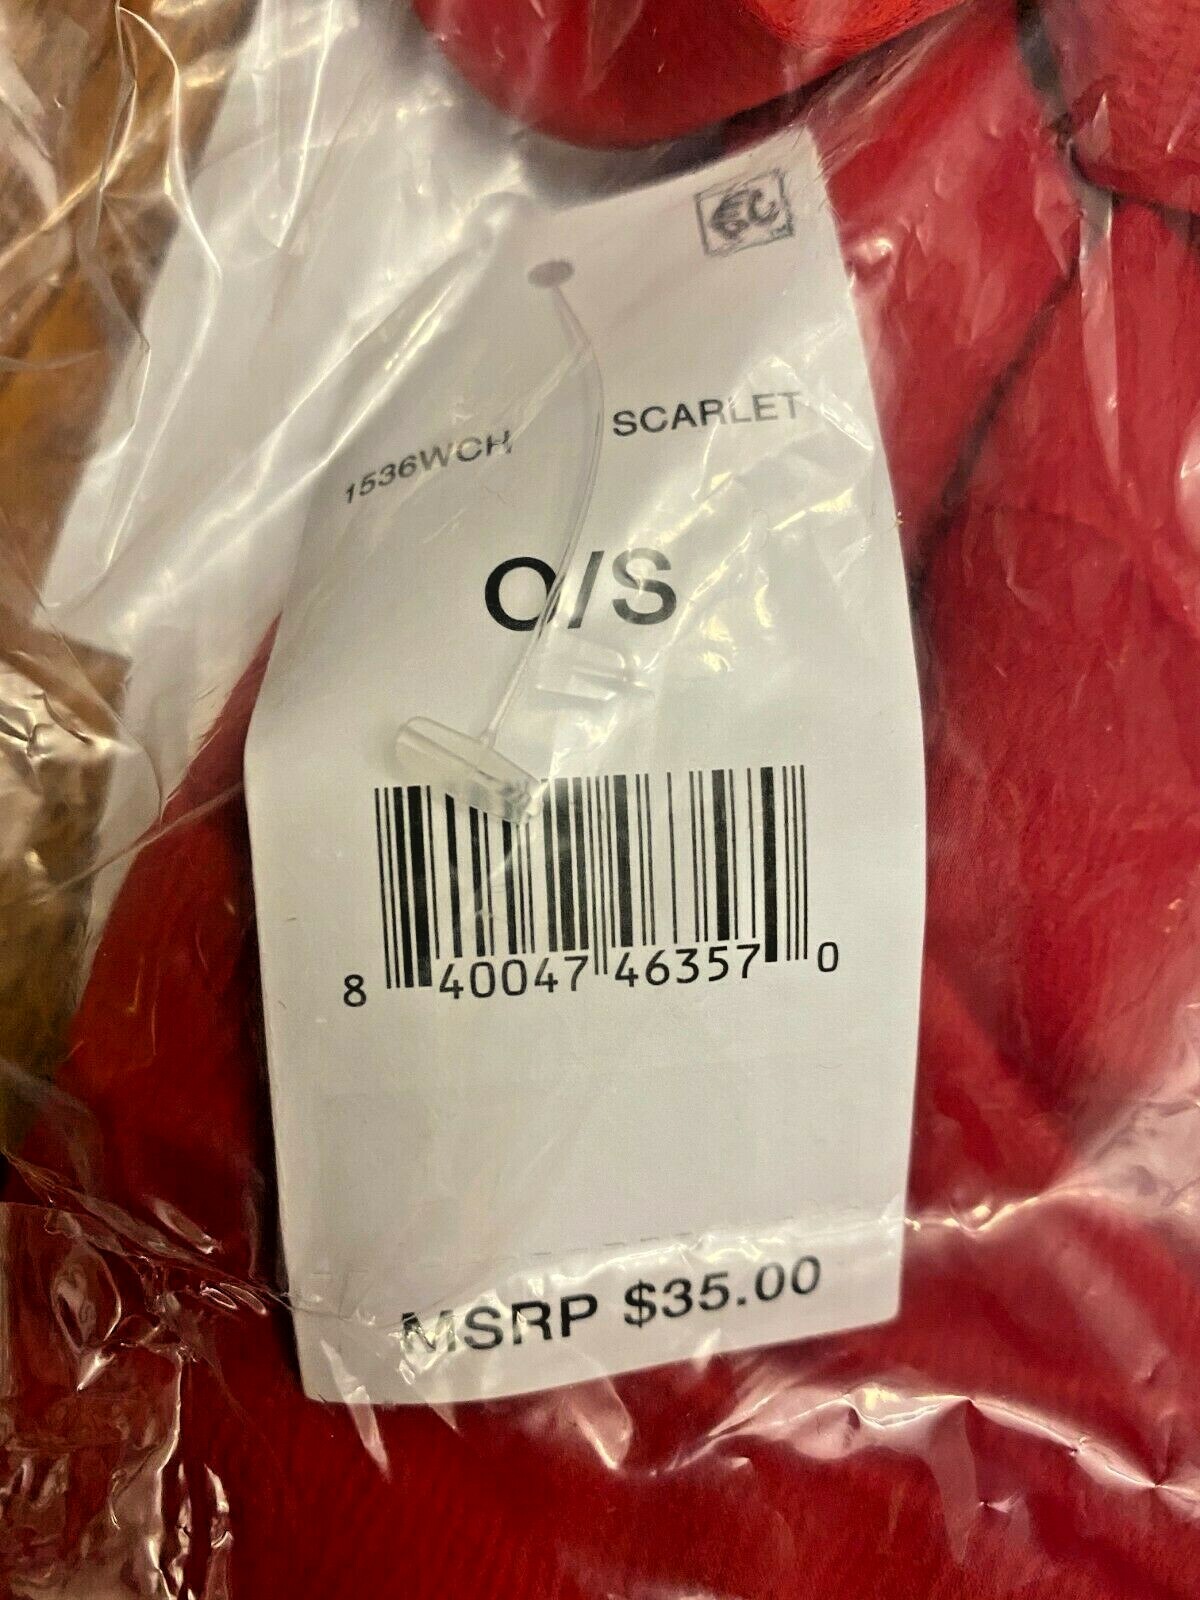 1536WCH SCARLET
O/S
8 40047 46357 0
MSRP $35.00